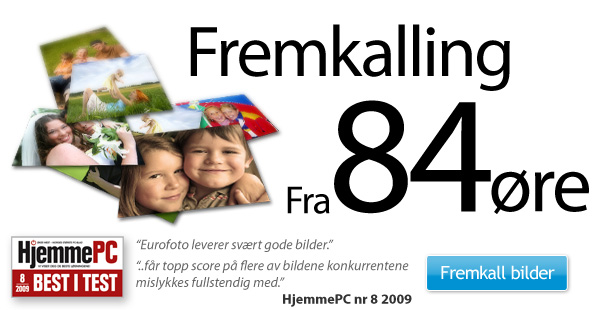 Fremkalling
Fra 84 øre
HjemmePC
8
2009
BEST I TEST
“Eurofoto leverer svært gode bilder.”
“..får topp score på flere av bildene konkurrentene
mislykkes fullstendig med.”
HjemmePC nr 8 2009
Fremkall bilder